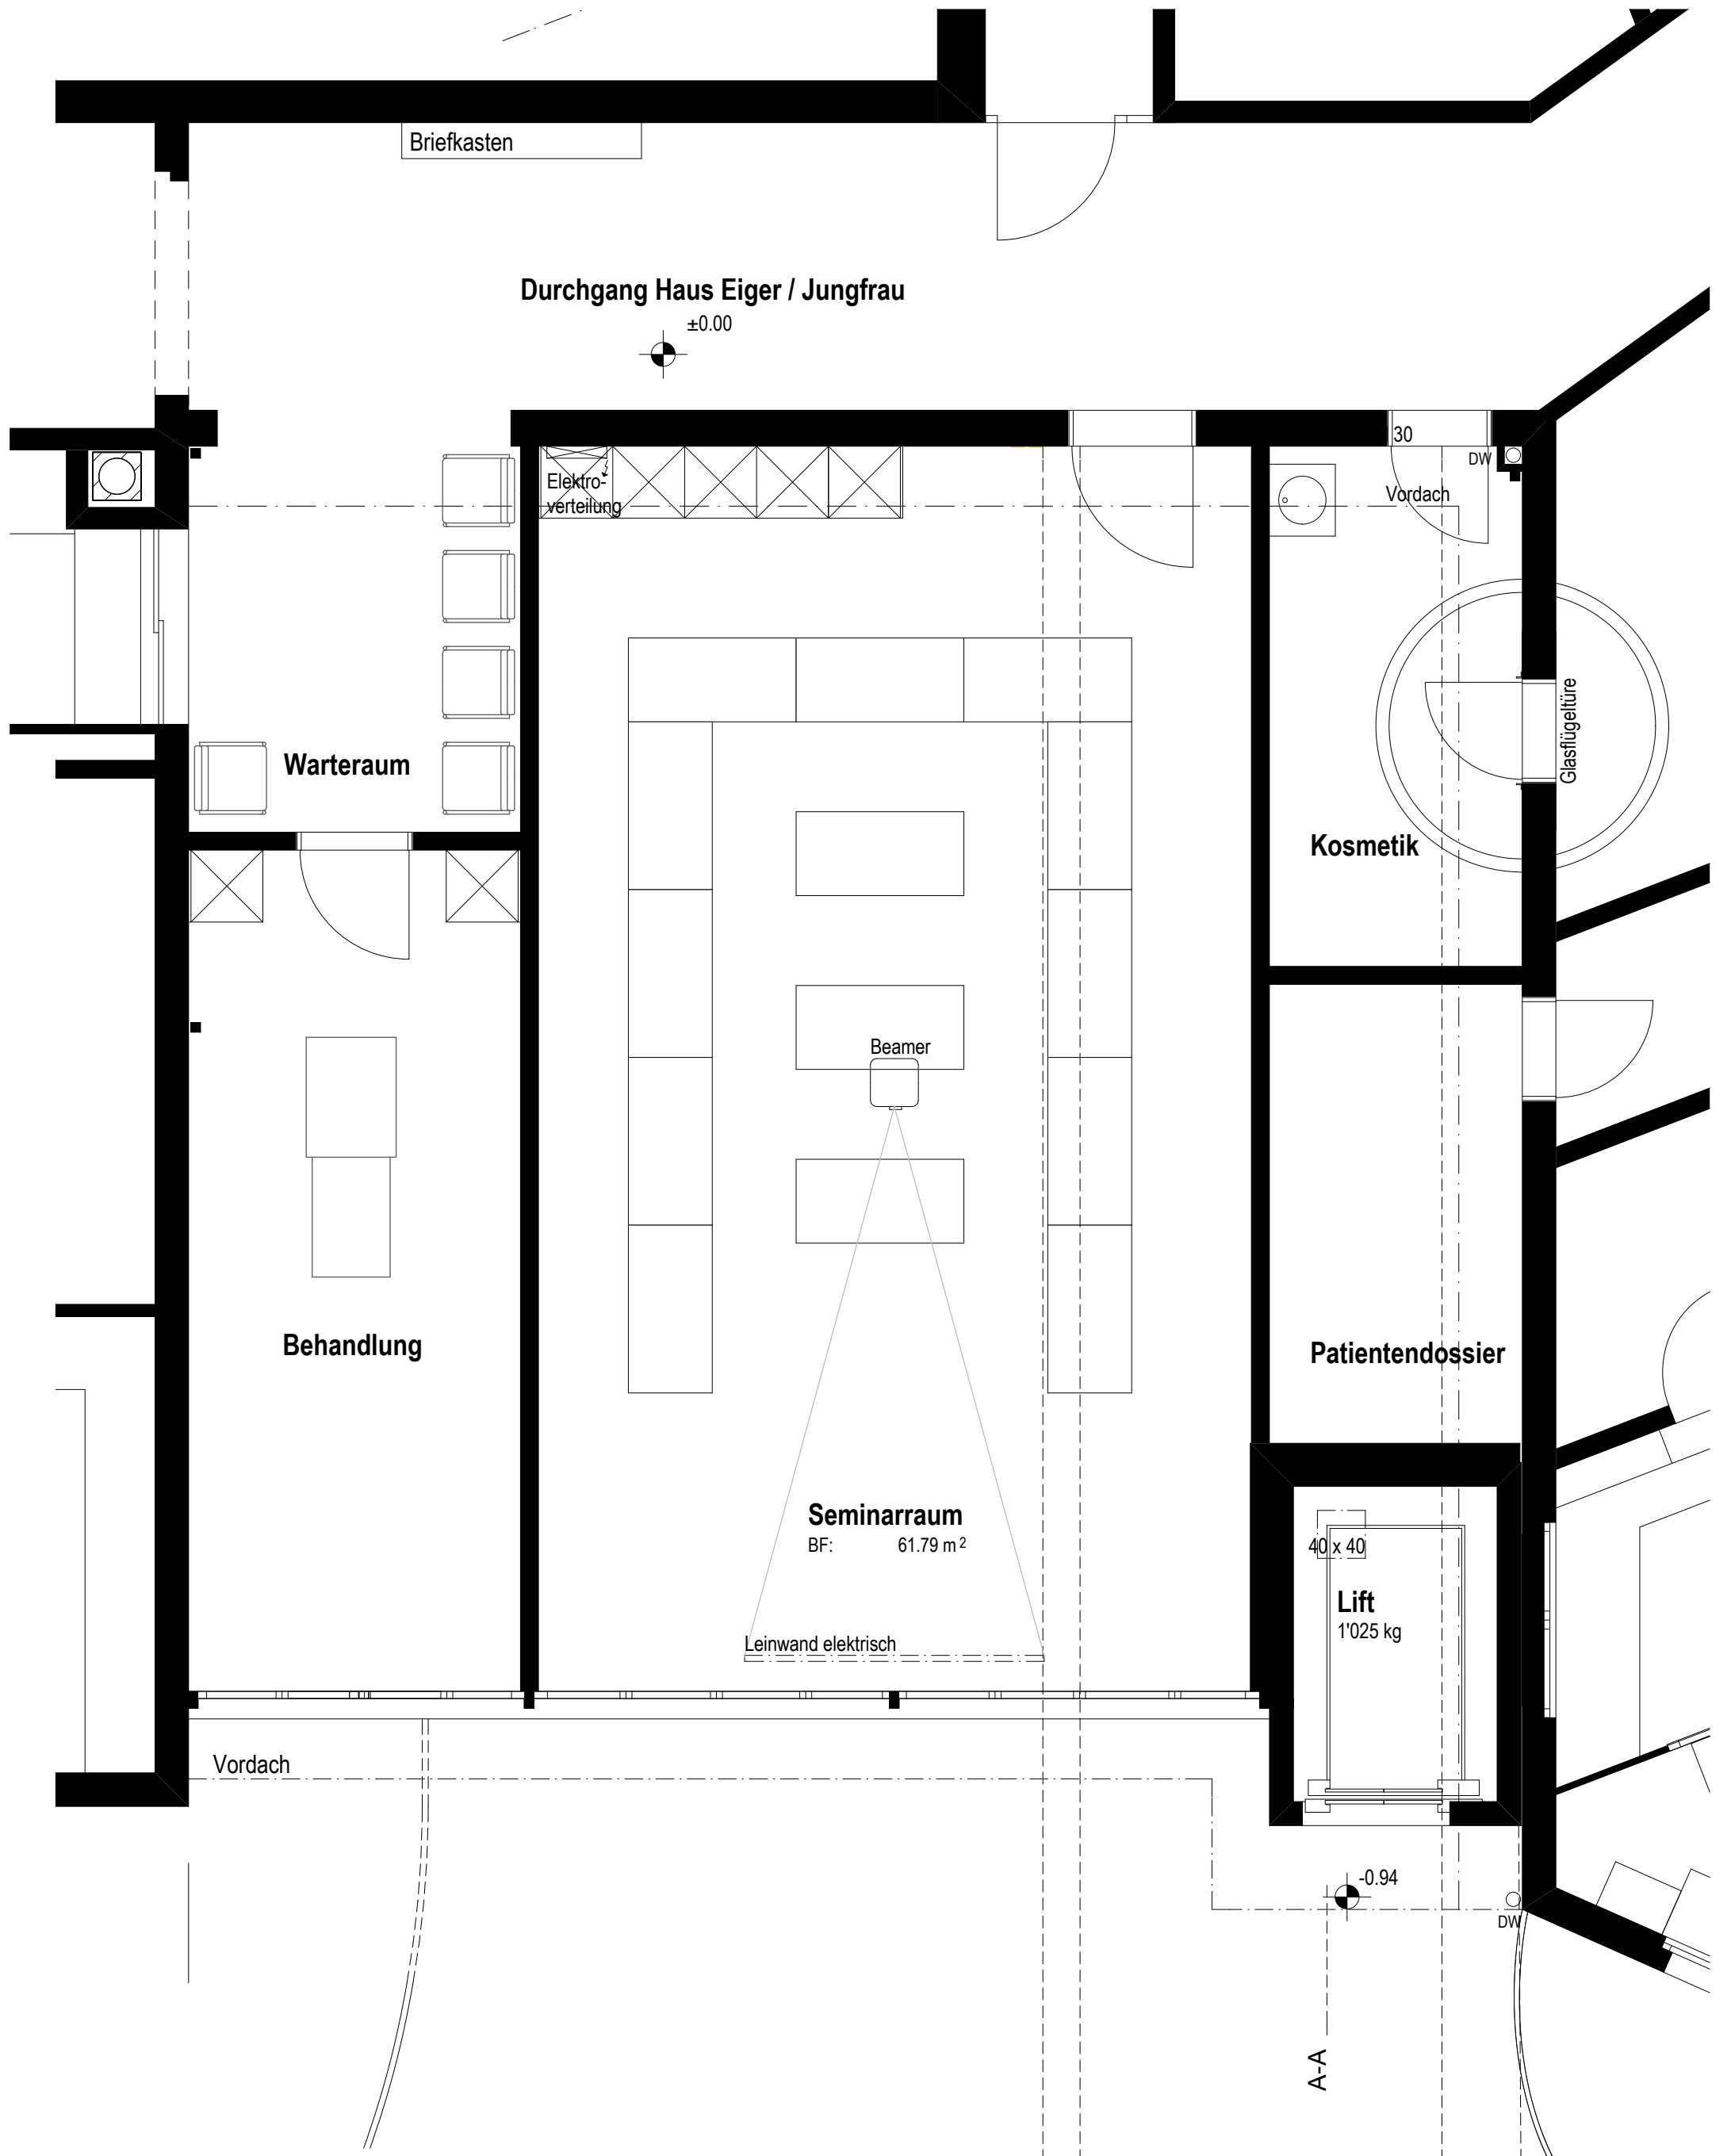 Briefkasten
Durchgang Haus Eiger / Jungfrau
±0.00
30
DW
Elektro-
verteilung
Vordach
Glasflügeltüre
Warteraum
Kosmetik
Beamer
Behandlung
Patientendossier
Seminarraum
BF: 61.79 m²
40 x 40
Lift
1'025 kg
Leinwand elektrisch
Vordach
-0.94
DW
A-A